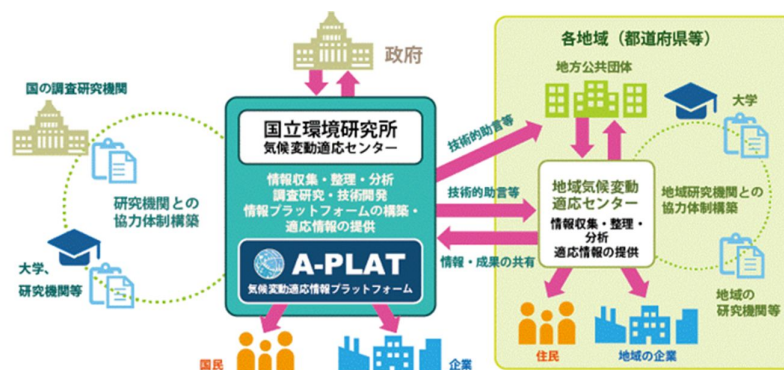 政府
国の調査研究機関
研究機関との
協力体制構築
大学、
研究機関等
国立環境研究所
気候変動適応センター
情報収集・整理・分析
調査研究・技術開発
情報プラットフォームの構築・
適応情報の提供
A-PLAT
気候変動適応情報プラットフォーム
国民
企業
技術的助言等
技術的助言等
情報・成果の共有
各地域（都道府県等）
地方公共団体
大学
地域気候変動
適応センター
情報収集・整理・
分析
適応情報の提供
地域研究機関との
協力体制構築
地域の
研究機関等
住民
地域の企業